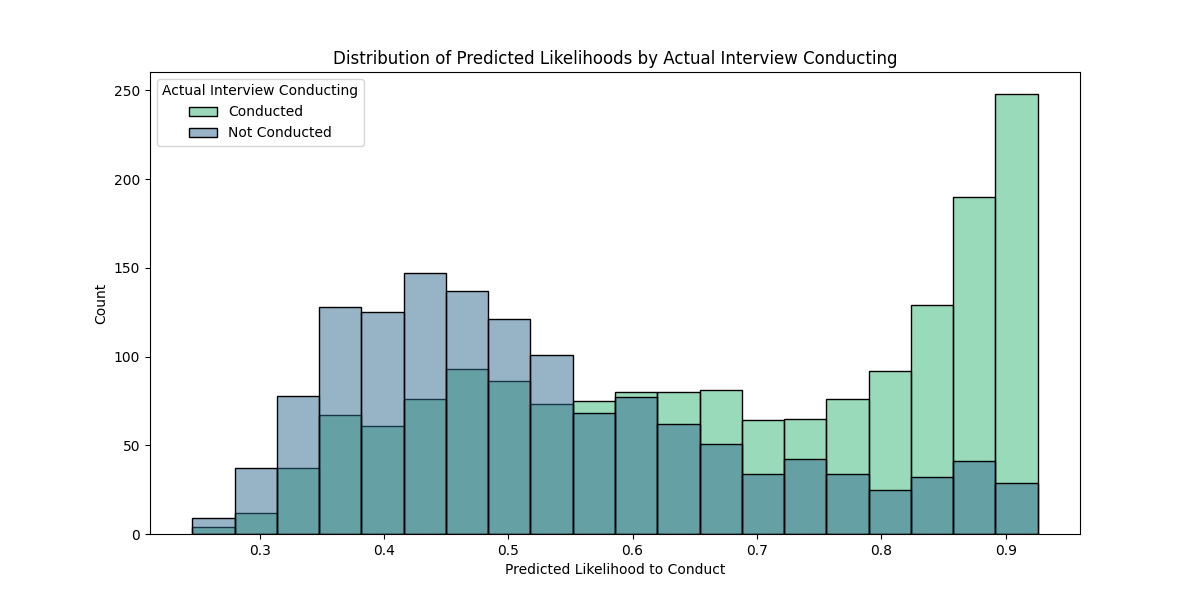 Distribution of Predicted Likelihoods by Actual Interview Conducting
Actual Interview Conducting
Conducted
Not Conducted
250
200
150
100
50
0
Count
0.3 0.4 0.5 0.6 0.7 0.8 0.9
Predicted Likelihood to Conduct